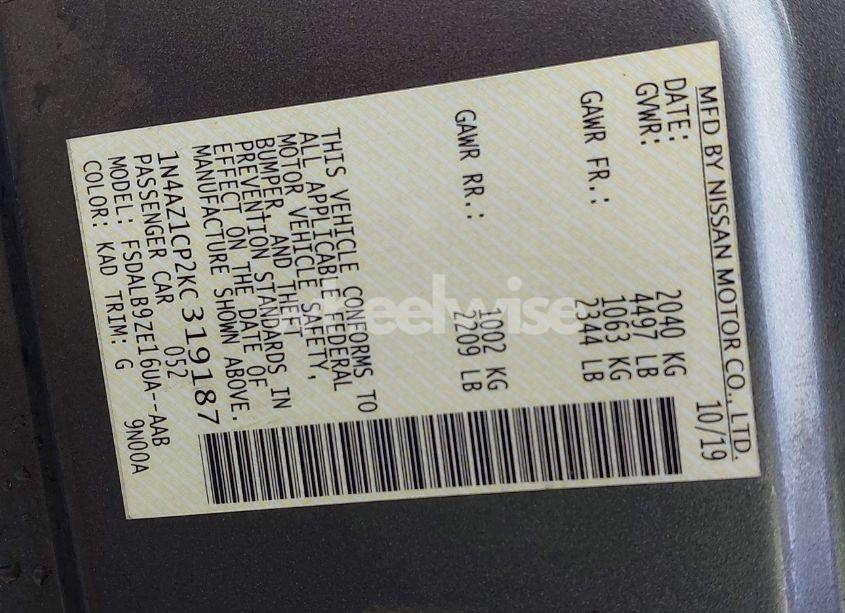 MFD BY NISSAN MOTOR CO., LTD.
DATE: 10/19
GVWR: 2040 KG
4497 LB
GAWR FR.: 1063 KG
2344 LB
GAWR RR.: 1002 KG
2209 LB
THIS VEHICLE CONFORMS TO
ALL APPLICABLE FEDERAL
MOTOR VEHICLE SAFETY,
BUMPER, AND THEFT
PREVENTION STANDARDS IN
EFFECT ON THE DATE OF
MANUFACTURE SHOWN ABOVE.
1N4AZ1CP2KC319187
PASSENGER CAR 052
MODEL: FSDALB9ZE16UA--AAB
COLOR: KAD TRIM: G 9N00A
wheelwise